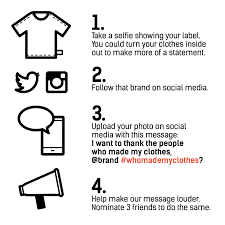 1.
Take a selfie showing your label.
You could turn your clothes inside
out to make more of a statement.
2.
Follow that brand on social media.
3.
Upload your photo on social
media with this message:
I want to thank the people
who made my clothes,
@brand #whomademyclothes?
4.
Help make our message louder.
Nominate 3 friends to do the same.